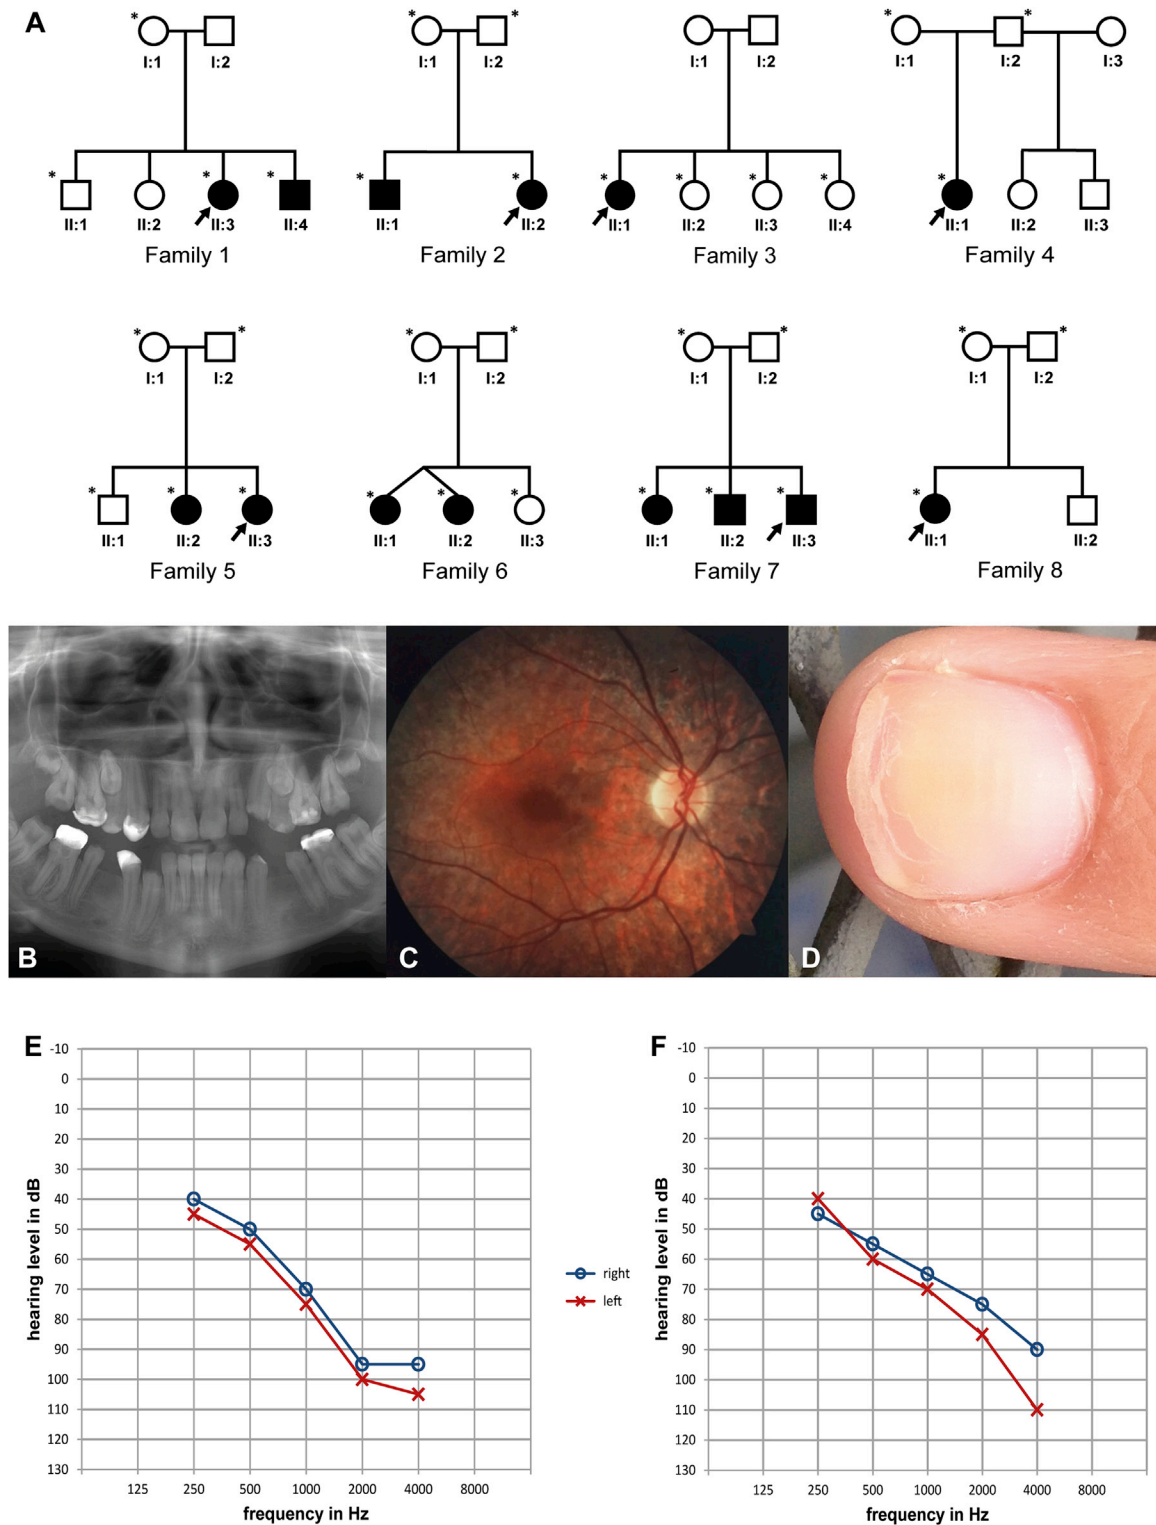 A
* I:1 I:2
* II:1 II:2 * II:3 * II:4
Family 1
* I:1 * I:2
* II:1 * II:2
Family 2
I:1 I:2
* II:1 * II:2 * II:3 * II:4
Family 3
* I:1 * I:2 I:3
* II:1 II:2 II:3
Family 4
* I:1 * I:2
* II:1 * II:2 * II:3
Family 5
* I:1 * I:2
* II:1 * II:2 * II:3
Family 6
* I:1 * I:2
* II:1 * II:2 * II:3
Family 7
* I:1 * I:2
* II:1 II:2
Family 8
B
C
D
E
hearing level in dB
-10
0
10
20
30
40
50
60
70
80
90
100
110
120
130
125 250 500 1000 2000 4000 8000
frequency in Hz
right
left
F
hearing level in dB
-10
0
10
20
30
40
50
60
70
80
90
100
110
120
130
125 250 500 1000 2000 4000 8000
frequency in Hz